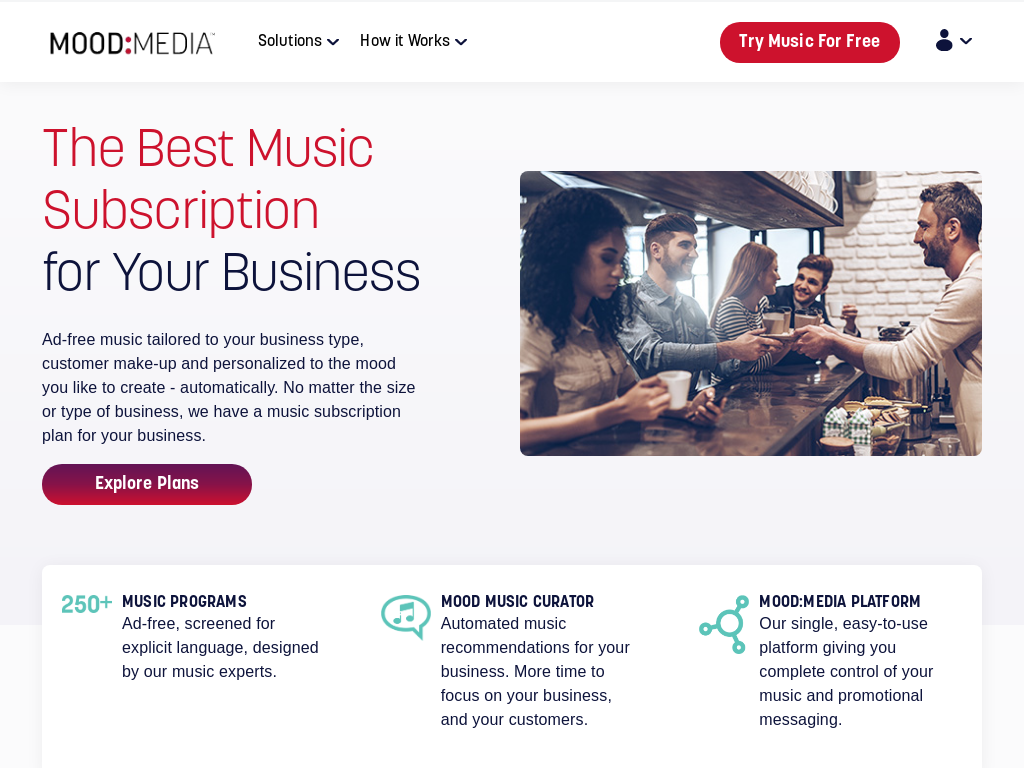 MOOD:MEDIA™
Solutions
How it Works
Try Music For Free
The Best Music
Subscription
for Your Business
Ad-free music tailored to your business type,
customer make-up and personalized to the mood
you like to create - automatically. No matter the size
or type of business, we have a music subscription
plan for your business.
Explore Plans
250+
MUSIC PROGRAMS
Ad-free, screened for
explicit language, designed
by our music experts.
MOOD MUSIC CURATOR
Automated music
recommendations for your
business. More time to
focus on your business,
and your customers.
MOOD:MEDIA PLATFORM
Our single, easy-to-use
platform giving you
complete control of your
music and promotional
messaging.